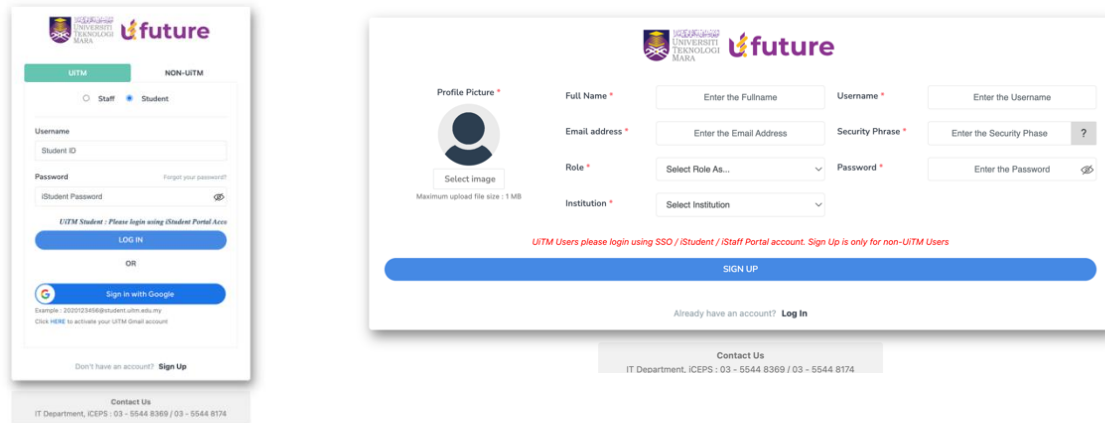 UNIVERSITI
TEKNOLOGI
MARA
ufuture
UiTM
NON-UiTM
Staff
Student
Username
Student ID
Password
Forgot your password?
iStudent Password
UiTM Student : Please login using iStudent Portal Acco
LOG IN
OR
G
Sign in with Google
Example : 2020123456@student.uitm.edu.my
Click HERE to activate your UiTM Gmail account
Don't have an account? Sign Up
Contact Us
IT Department, iCEPS : 03 - 5544 8369 / 03 - 5544 8174
UNIVERSITI
TEKNOLOGI
MARA
ufuture
Profile Picture *
Select image
Maximum upload file size : 1 MB
Full Name *
Enter the Fullname
Username *
Enter the Username
Email address *
Enter the Email Address
Security Phrase *
Enter the Security Phase
?
Role *
Select Role As...
Password *
Enter the Password
Institution *
Select Institution
UiTM Users please login using SSO / iStudent / iStaff Portal account. Sign Up is only for non-UiTM Users
SIGN UP
Already have an account? Log In
Contact Us
IT Department, iCEPS : 03 - 5544 8369 / 03 - 5544 8174